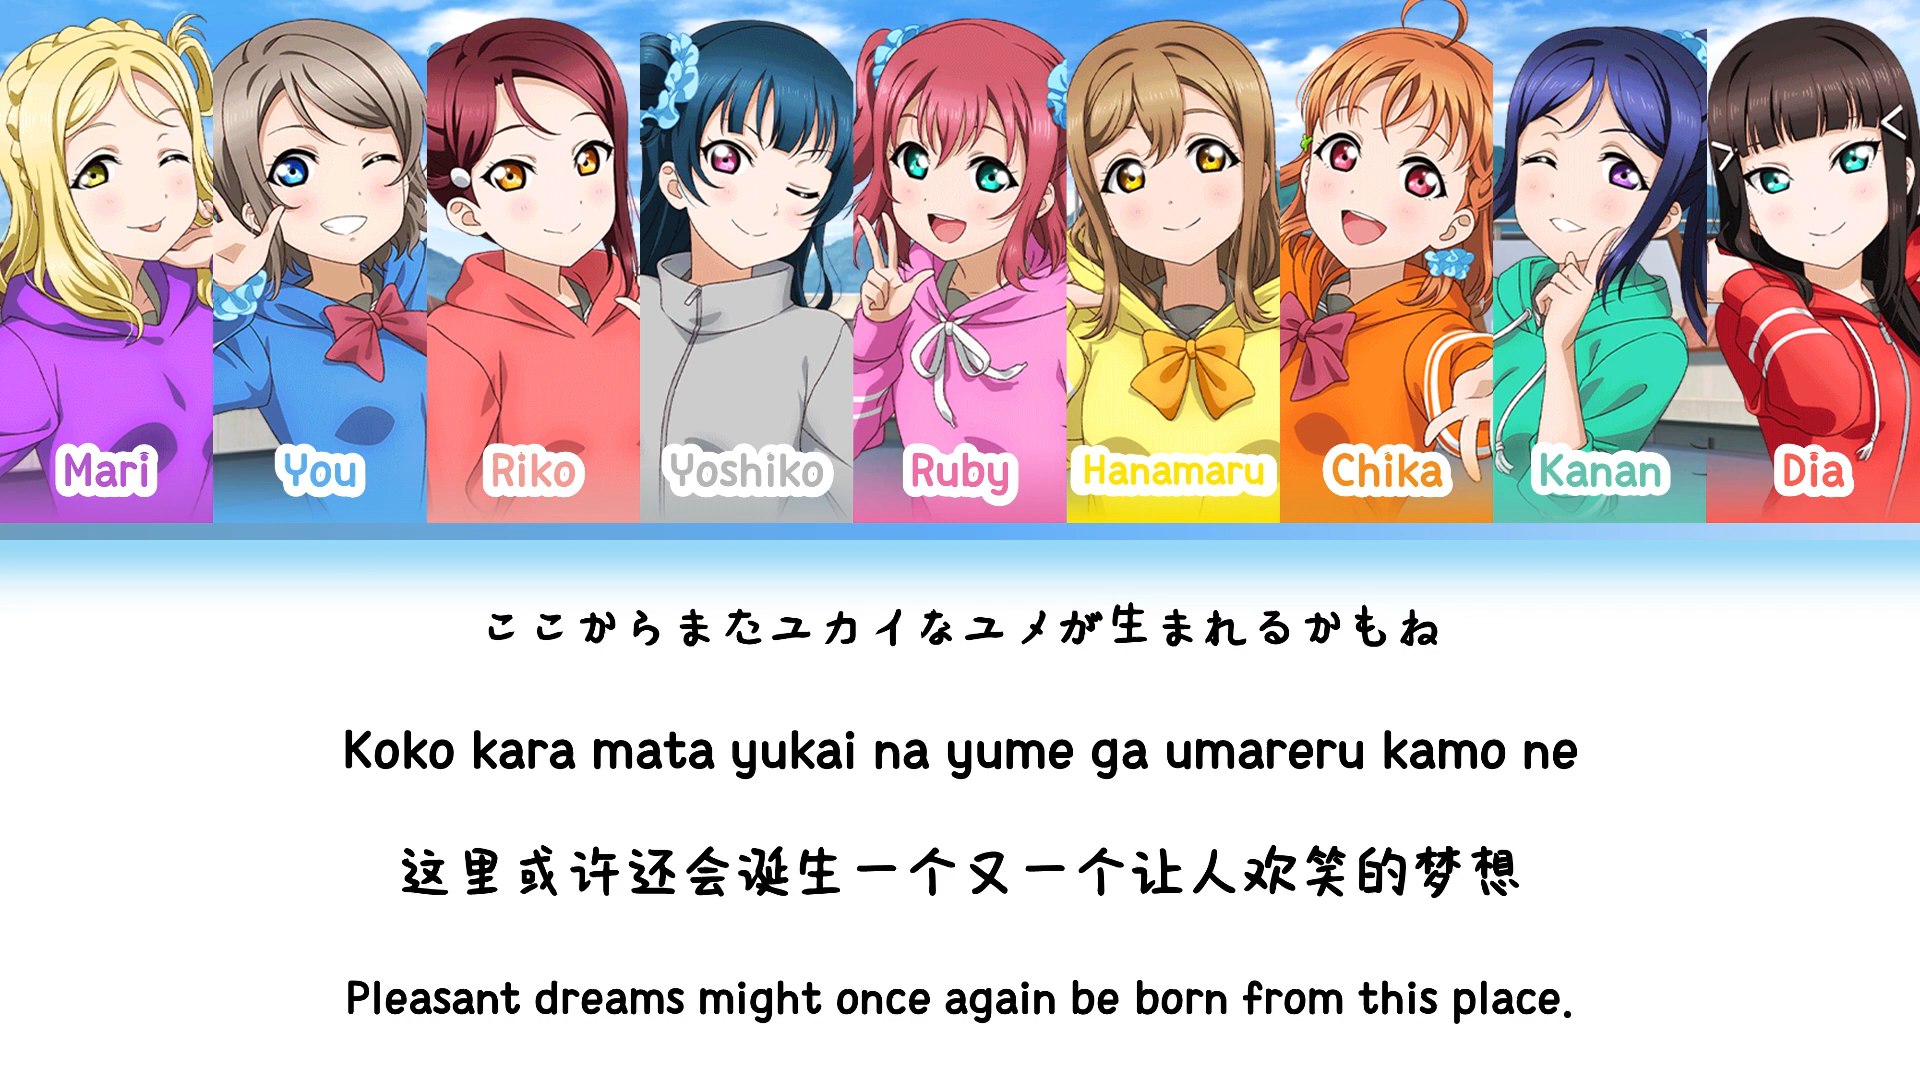 Mari You Riko Yoshiko Ruby Hanamaru Chika Kanan Dia
ここからまたユカイなユメが生まれるかもね
Koko kara mata yukai na yume ga umareru kamo ne
这里或许还会诞生一个又一个让人欢笑的梦想
Pleasant dreams might once again be born from this place.